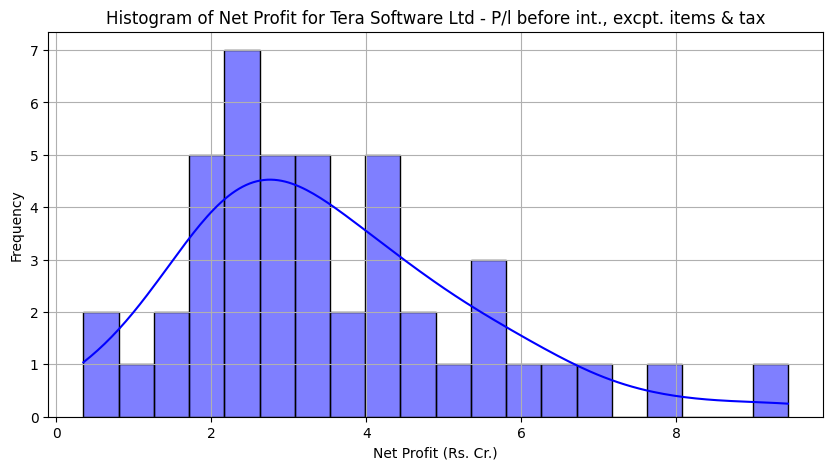 Histogram of Net Profit for Tera Software Ltd - P/l before int., excpt. items & tax
7
6
5
4
3
2
1
0
Frequency
0 2 4 6 8
Net Profit (Rs. Cr.)